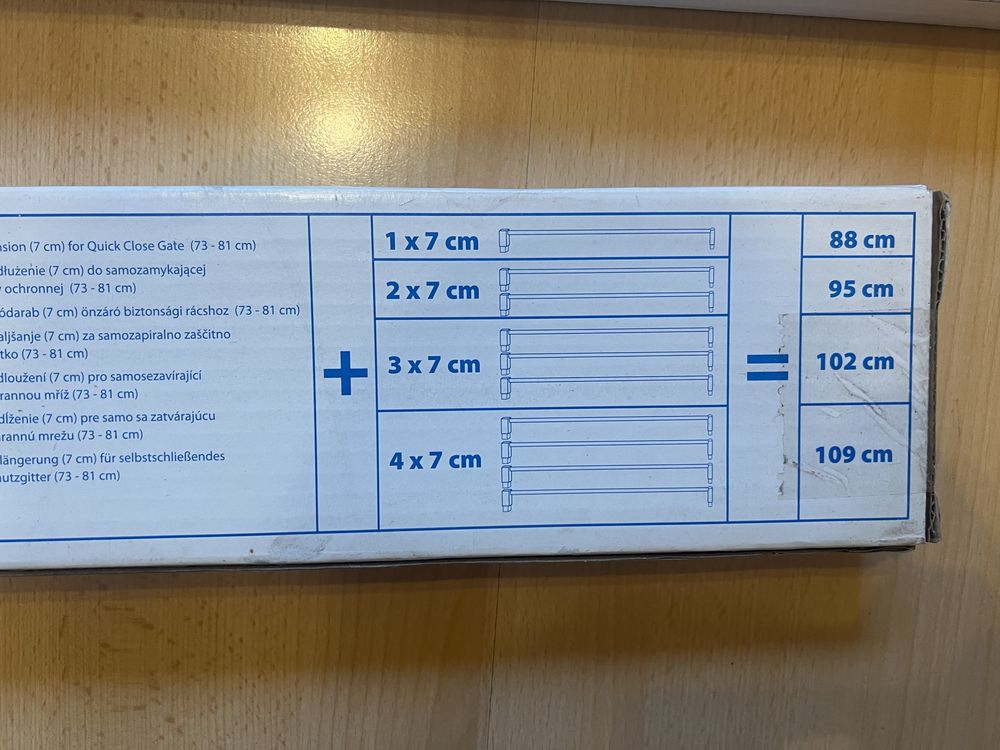 nsion (7 cm) for Quick Close Gate (73 - 81 cm)
dłużenie (7 cm) do samozamykającej
y ochronnej (73 - 81 cm)
ódarab (7 cm) önzáró biztonsági rácshoz (73 - 81 cm)
aljšanje (7 cm) za samozapiralno zaščitno
tko (73 - 81 cm)
dloužení (7 cm) pro samosezavírající
rannou mříž (73 - 81 cm)
dĺženie (7 cm) pre samo sa zatvárajúcu
rannú mrežu (73 - 81 cm)
längerung (7 cm) für selbstschließendes
utzgitter (73 - 81 cm)
+
1 x 7 cm
2 x 7 cm
3 x 7 cm
4 x 7 cm
=
88 cm
95 cm
102 cm
109 cm